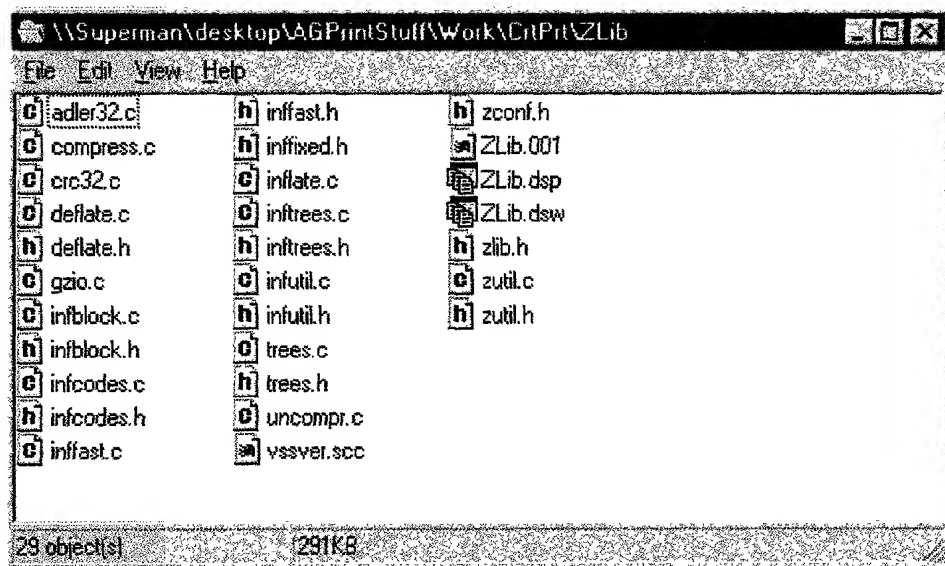 \\Superman\desktop\AGPrintStuff\Work\CrtPrt\ZLib
File Edit View Help
adler32.c
compress.c
crc32.c
deflate.c
deflate.h
gzio.c
infblock.c
infblock.h
infcodes.c
infcodes.h
inffast.c
inffast.h
inffixed.h
inflate.c
inftrees.c
inftrees.h
infutil.c
infutil.h
trees.c
trees.h
uncompr.c
vssver.scc
zconf.h
ZLib.001
ZLib.dsp
ZLib.dsw
zlib.h
zutil.c
zutil.h
29 object(s) 291KB